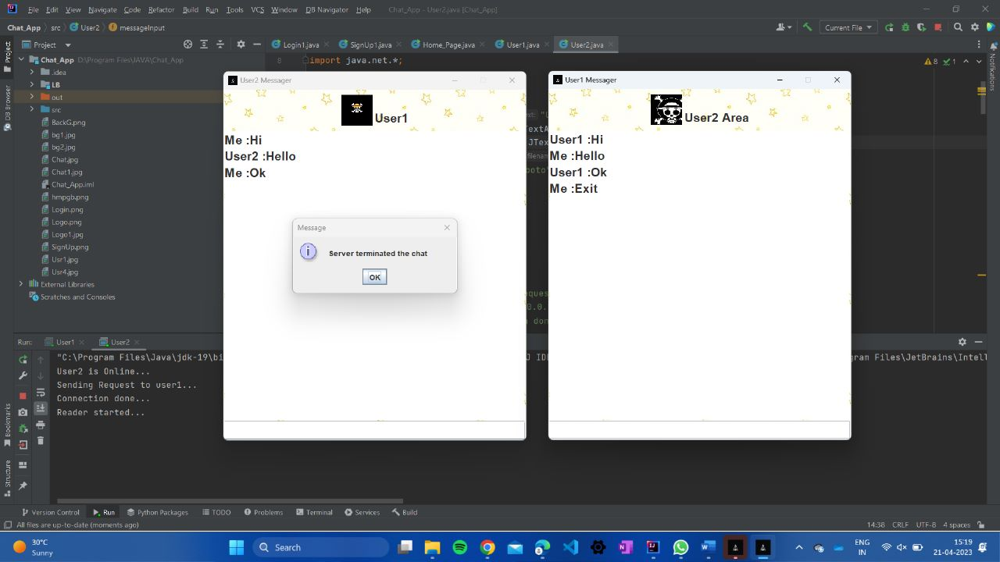 File Edit View Navigate Code Refactor Build Run Tools VCS Window DB Navigator Help Chat_App - User2.java [Chat_App]
Chat_App src User2 messageInput Current File
Project Login1.java SignUp1.java Home_Page.java User1.java User2.java
Chat_App D:\Program Files\JAVA\Chat_App
8 import java.net.*;
8 1
.idea
LB
out
src
BackG.png
bg1.jpg
bg2.jpg
Chat.jpg
Chat1.jpg
Chat_App.iml
hmpgb.png
Login.png
Logo.png
Logo1.jpg
SignUp.png
Usr1.jpg
Usr4.jpg
External Libraries
Scratches and Consoles
Project
DB Browser
Bookmarks
Structure
Notifications
User2 Messager
User1
Me :Hi
User2 :Hello
Me :Ok
Message
Server terminated the chat
OK
User1 Messager
User2 Area
User1 :Hi
Me :Hello
User1 :Ok
Me :Exit
Run: User1 User2
"C:\Program Files\Java\jdk-19\bi
J IDE
gram Files\JetBrains\Intell
User2 is Online...
Sending Request to user1...
Connection done...
Reader started...
Version Control Run Python Packages TODO Problems Terminal Services Build
All files are up-to-date (moments ago) 14:38 CRLF UTF-8 4 spaces
30°C
Sunny
Search
ENG
IN
15:19
21-04-2023